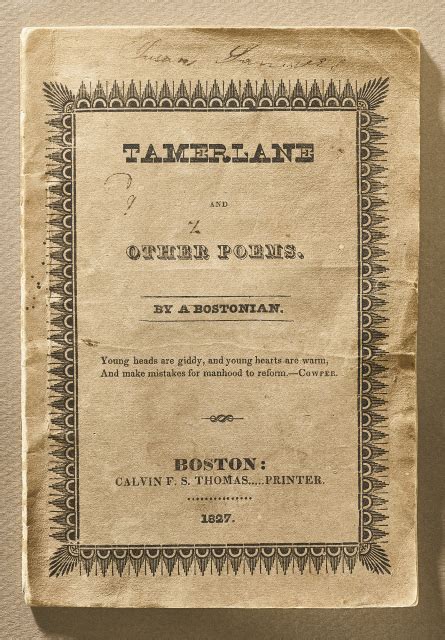 TAMERLANE
AND
OTHER POEMS.
BY A BOSTONIAN.
Young heads are giddy, and young hearts are warm,
And make mistakes for manhood to reform.—COWPER.
BOSTON:
CALVIN F. S. THOMAS.....PRINTER.
1827.